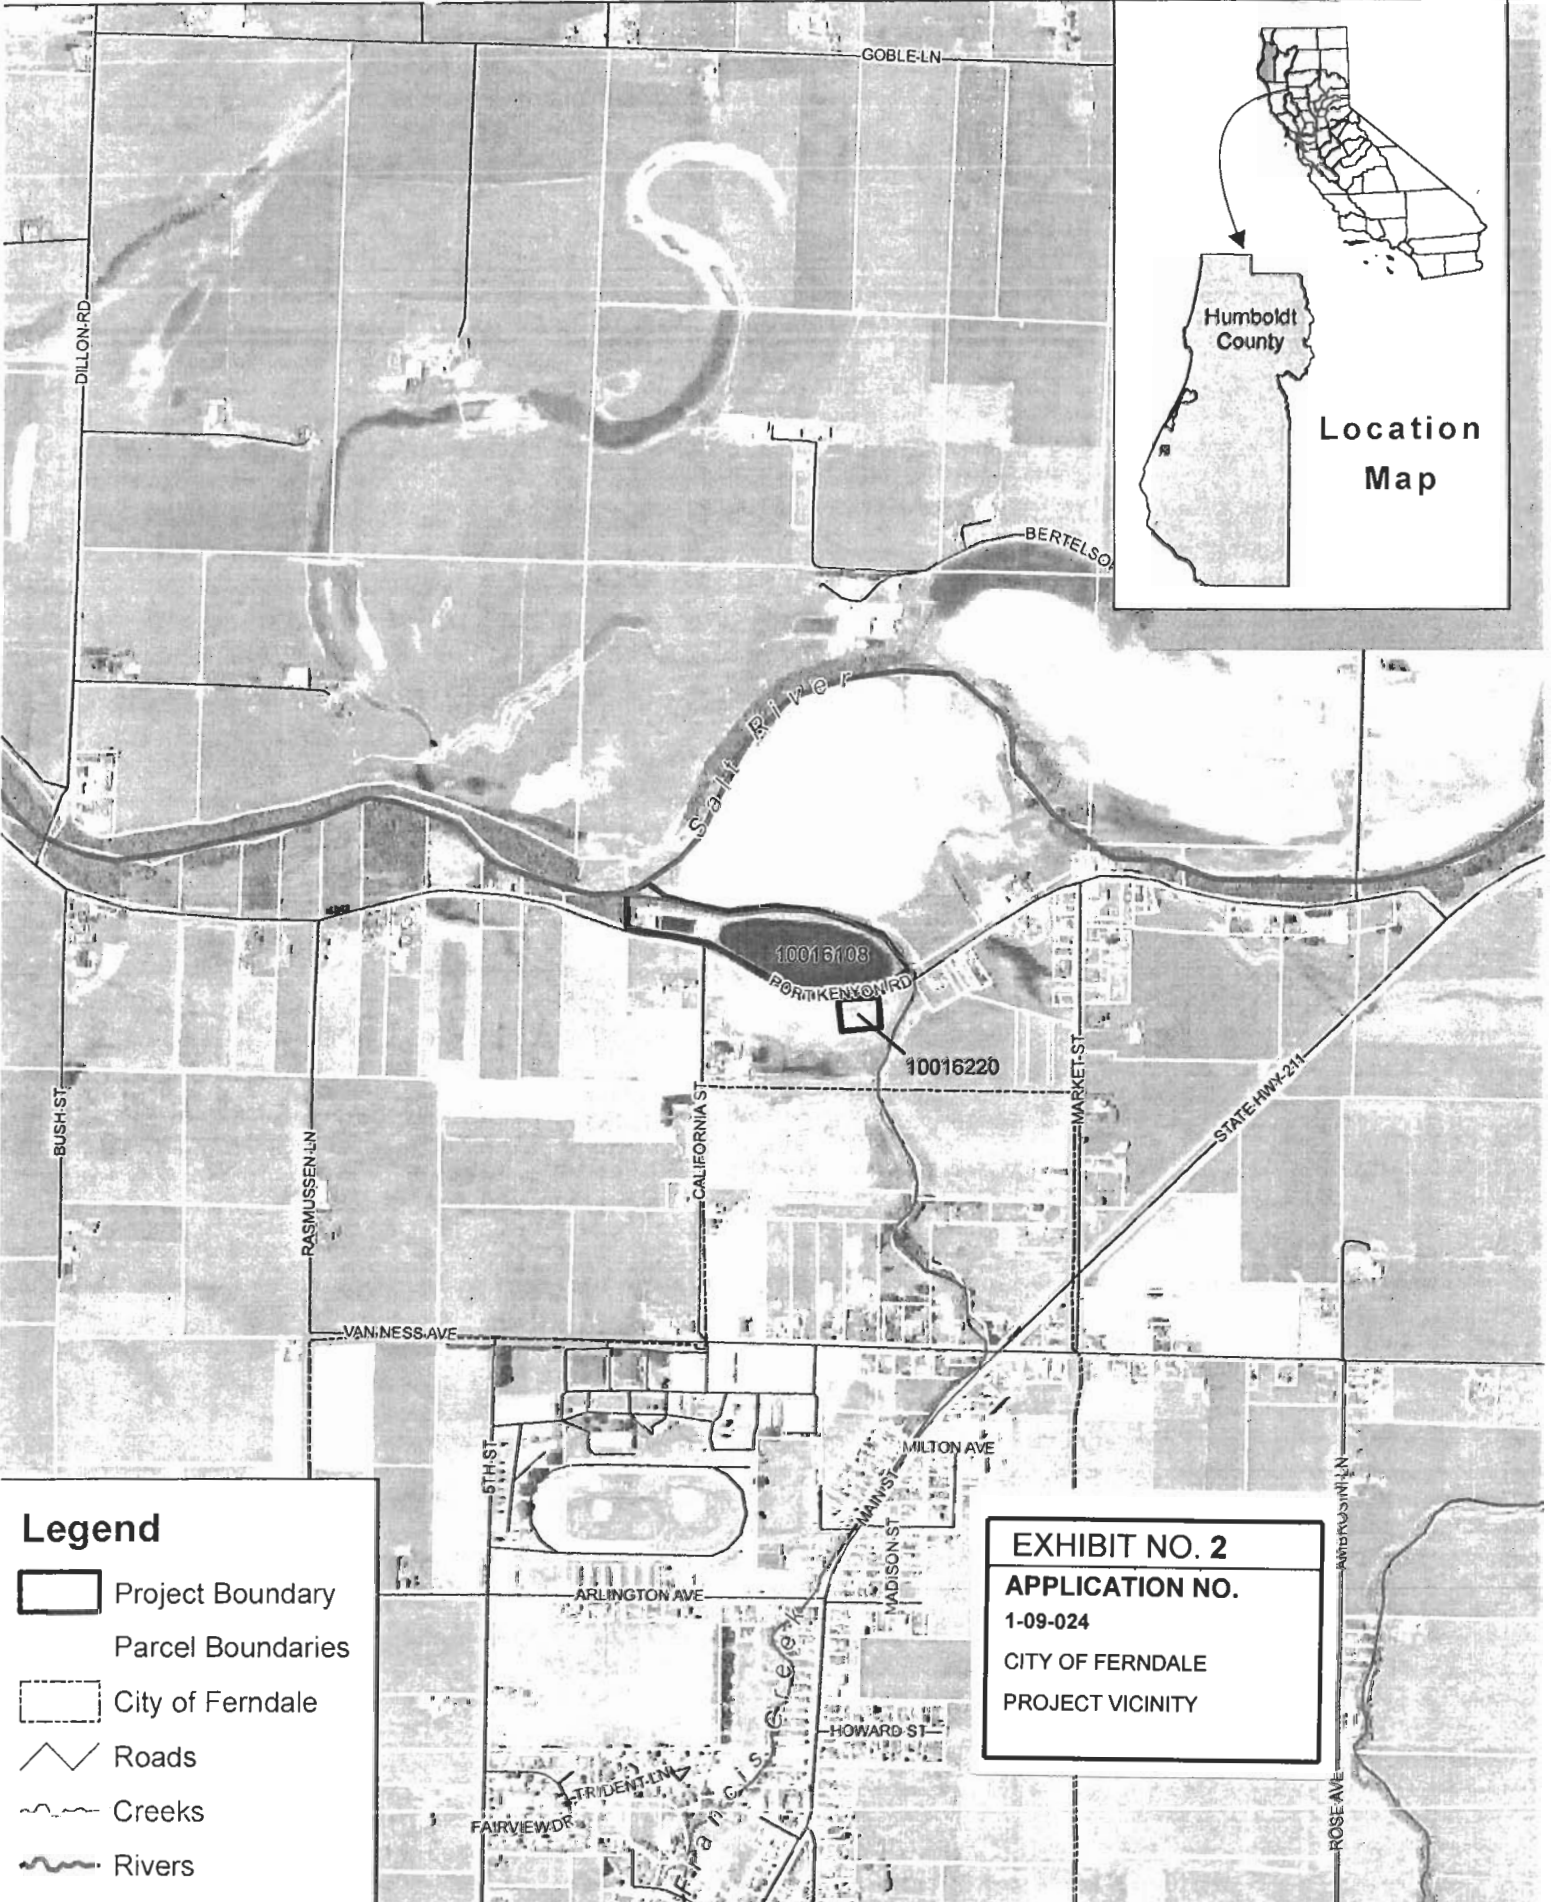 GOBLE-LN
DILLON-RD
Humboldt
County
Location
Map
Salt River
10016108
PORT KENYON RD
10016220
BUSH-ST
RASMUSSEN-LN
CALIFORNIA ST
MARKET-ST
STATE-HWY-211
VAN-NESS-AVE
5TH-ST
MILTON AVE
MAIN-ST
MADISON-ST
AMBROSINI-LN
ARLINGTON AVE
Francis Creek
HOWARD ST
TRIDENT-LN
FAIRVIEW-DR
ROSE-AVE
Legend
Project Boundary
Parcel Boundaries
City of Ferndale
Roads
Creeks
Rivers
EXHIBIT NO. 2
APPLICATION NO.
1-09-024
CITY OF FERNDALE
PROJECT VICINITY